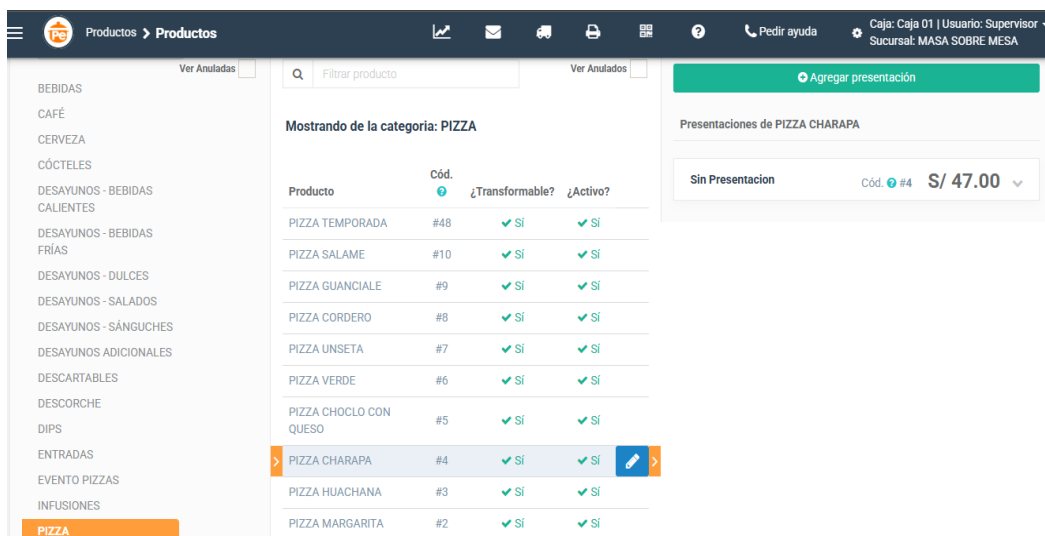 Pe
Productos > Productos
Pedir ayuda
Caja: Caja 01 | Usuario: Supervisor
Sucursal: MASA SOBRE MESA
Ver Anuladas
BEBIDAS
CAFÉ
CERVEZA
CÓCTELES
DESAYUNOS - BEBIDAS
CALIENTES
DESAYUNOS - BEBIDAS
FRÍAS
DESAYUNOS - DULCES
DESAYUNOS - SALADOS
DESAYUNOS - SÁNGUCHES
DESAYUNOS ADICIONALES
DESCARTABLES
DESCORCHE
DIPS
ENTRADAS
EVENTO PIZZAS
INFUSIONES
PIZZA
Filtrar producto
Ver Anulados
Mostrando de la categoria: PIZZA
Producto Cód. ¿Transformable? ¿Activo?
PIZZA TEMPORADA #48 Sí Sí
PIZZA SALAME #10 Sí Sí
PIZZA GUANCIALE #9 Sí Sí
PIZZA CORDERO #8 Sí Sí
PIZZA UNSETA #7 Sí Sí
PIZZA VERDE #6 Sí Sí
PIZZA CHOCLO CON
QUESO #5 Sí Sí
PIZZA CHARAPA #4 Sí Sí
PIZZA HUACHANA #3 Sí Sí
PIZZA MARGARITA #2 Sí Sí
Agregar presentación
Presentaciones de PIZZA CHARAPA
Sin Presentacion Cód. #4 S/ 47.00